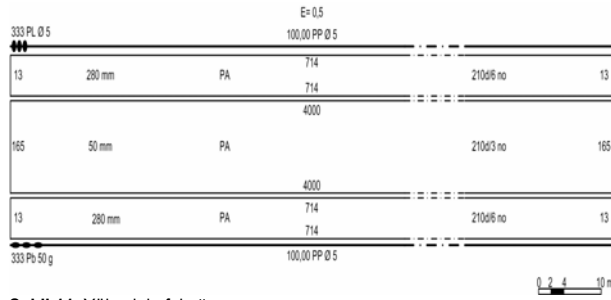 E= 0,5
333 PL Ø 5 100,00 PP Ø 5
714
13 280 mm PA 210d/6 no 13
714
4000
165 50 mm PA 210d/3 no 165
4000
714
13 280 mm PA 210d/6 no 13
714
333 Pb 50 g 100,00 PP Ø 5
0 2 4 10 m